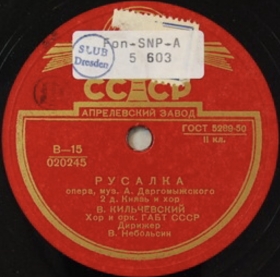 Fon-SNP-A
5 603
SLUB
Dresden
СССР
АПРЕЛЕВСКИЙ ЗАВОД
ГОСТ 5289-50
II кл.
В-15
020245
РУСАЛКА
опера, муз. А. Даргомыжского
2 д. Князь и хор
В. КИЛЬЧЕВСКИЙ
Хор и орк. ГАБТ СССР
Дирижер
В. Небольсин